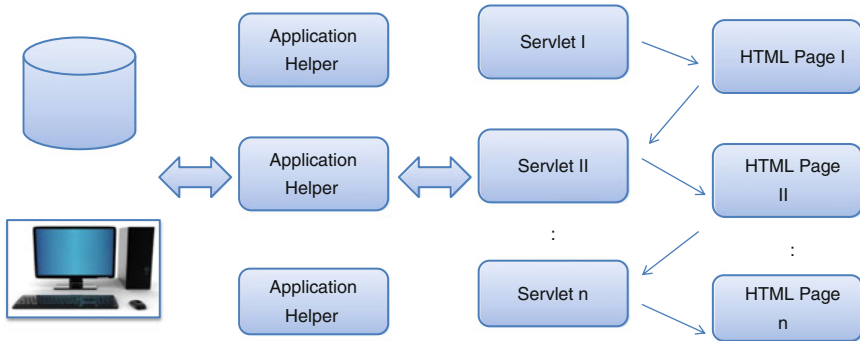 Application
Helper
Servlet I
HTML Page I
Application
Helper
Servlet II
HTML Page
II
:
:
Application
Helper
Servlet n
HTML Page
n